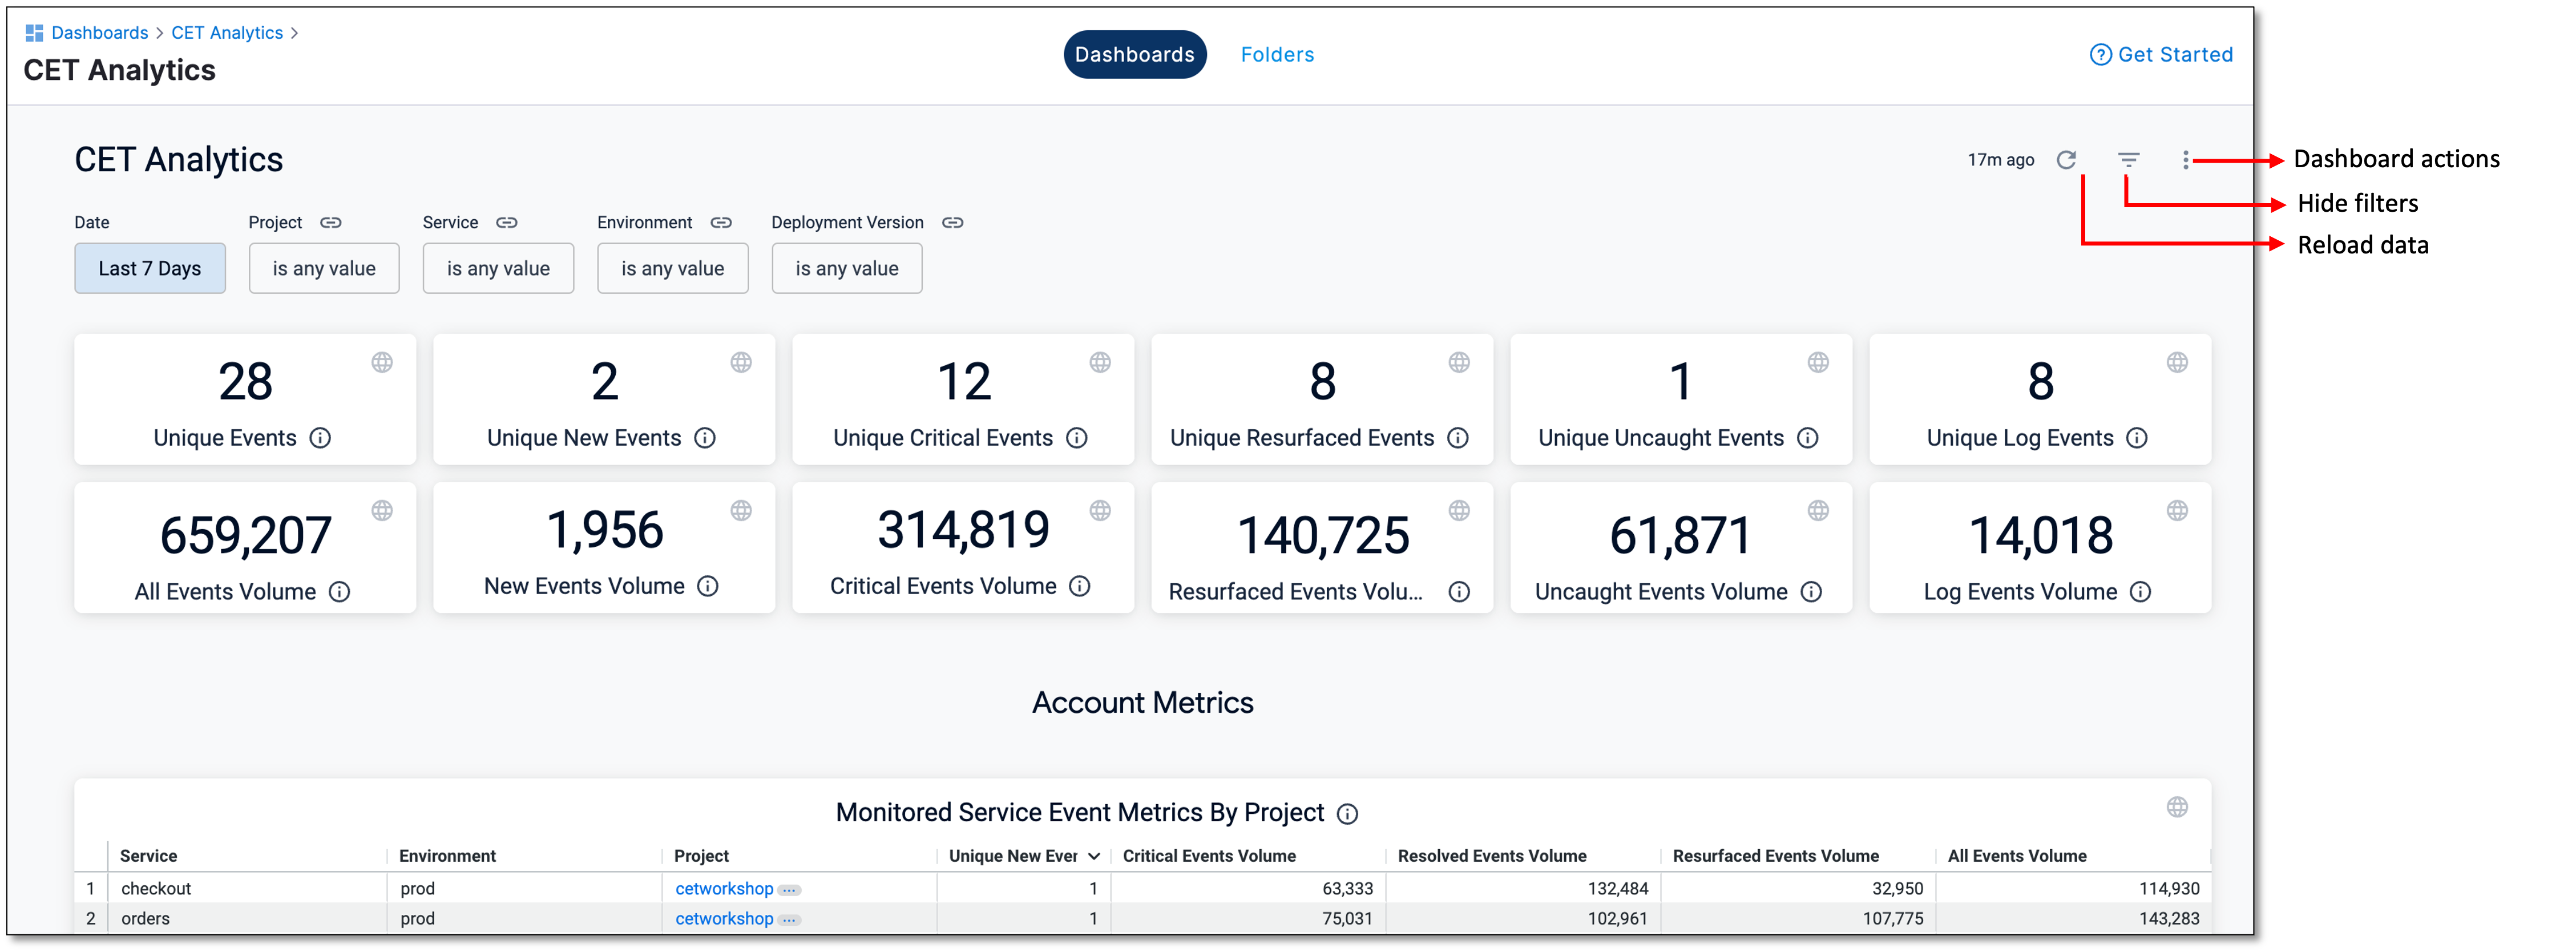 Dashboards > CET Analytics >
CET Analytics
Dashboards Folders
Get Started
CET Analytics
17m ago
Dashboard actions
Hide filters
Reload data
Date Project Service Environment Deployment Version
Last 7 Days is any value is any value is any value is any value
28 2 12 8 1 8
Unique Events Unique New Events Unique Critical Events Unique Resurfaced Events Unique Uncaught Events Unique Log Events
659,207 1,956 314,819 140,725 61,871 14,018
All Events Volume New Events Volume Critical Events Volume Resurfaced Events Volu... Uncaught Events Volume Log Events Volume
Account Metrics
Monitored Service Event Metrics By Project
Service Environment Project Unique New Ever Critical Events Volume Resolved Events Volume Resurfaced Events Volume All Events Volume
1 checkout prod cetworkshop ... 1 63,333 132,484 32,950 114,930
2 orders prod cetworkshop ... 1 75,031 102,961 107,775 143,283